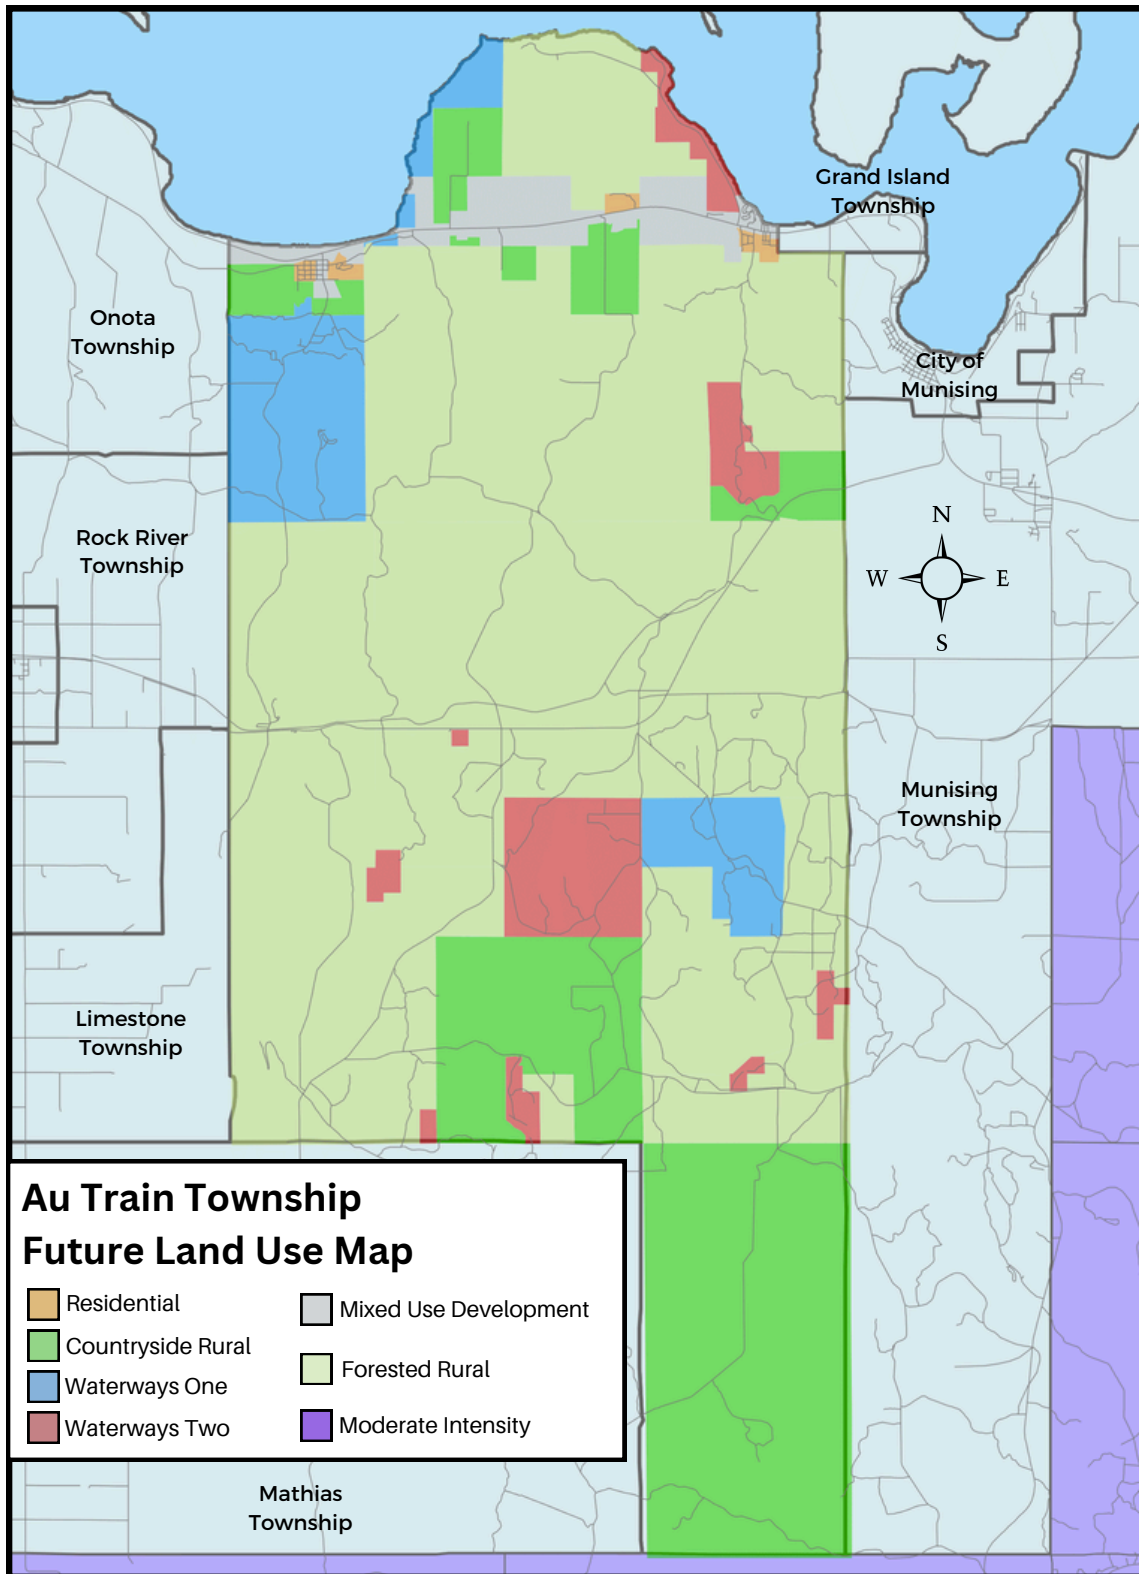 Grand Island
Township
Onota
Township
City of
Munising
N
W
E
S
Rock River
Township
Munising
Township
Limestone
Township
Au Train Township
Future Land Use Map
Residential
Countryside Rural
Waterways One
Waterways Two
Mixed Use Development
Forested Rural
Moderate Intensity
Mathias
Township